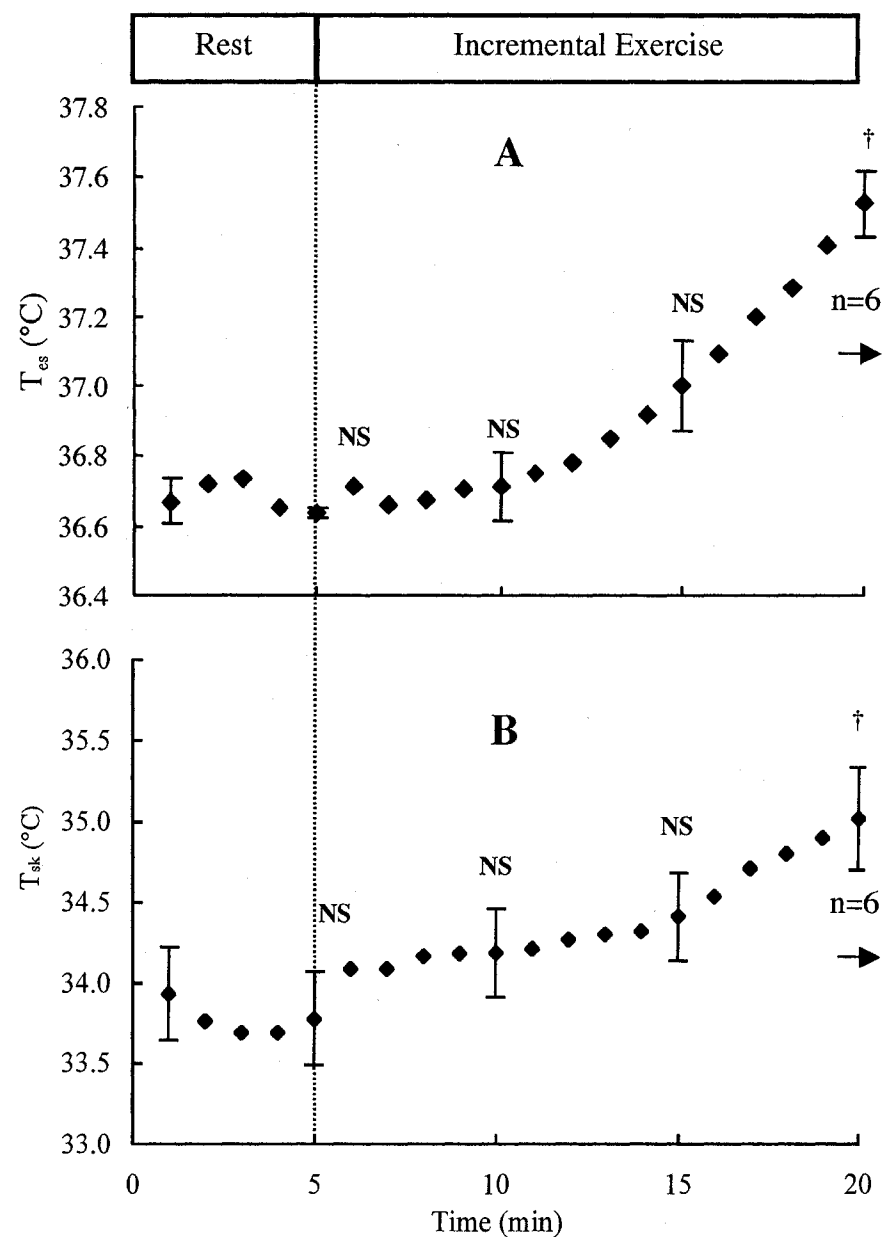 Rest Incremental Exercise
37.8
A
†
37.6
37.4
NS
n=6
37.2
T_es (°C)
37.0
NS NS
36.8
36.6
36.4
36.0
B
†
35.5
35.0
NS
T_sk (°C)
34.5
NS
NS
n=6
34.0
33.5
33.0
0 5 10 15 20
Time (min)